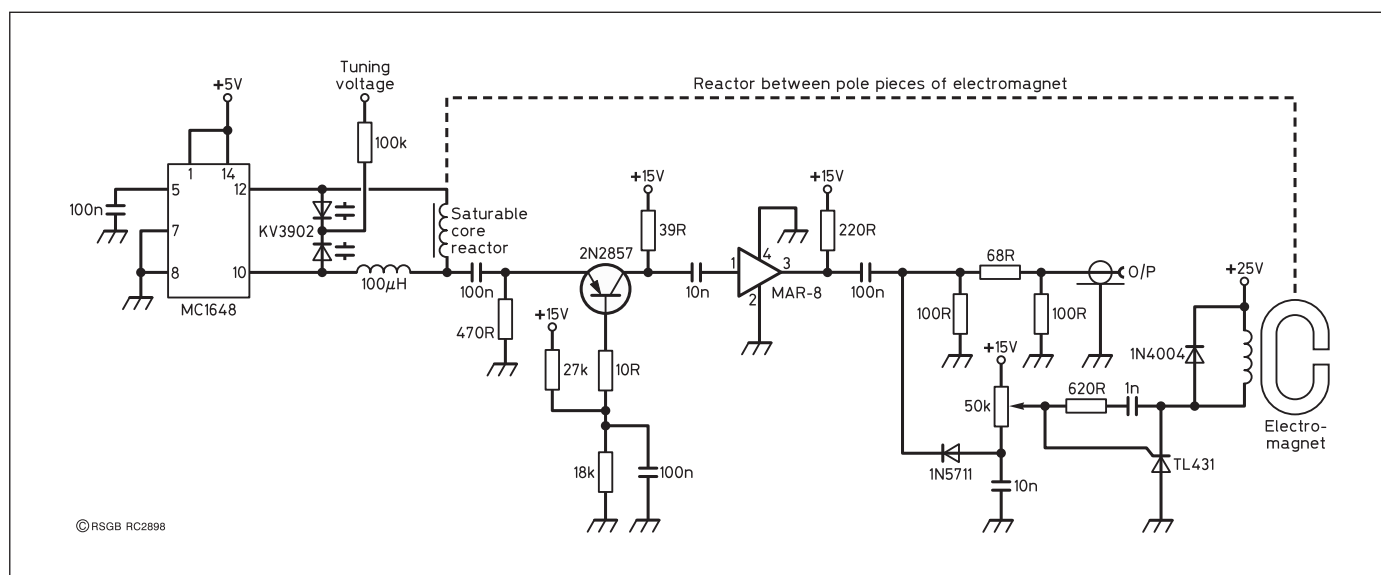 Reactor between pole pieces of electromagnet
Tuning
voltage
+5V
100k
1
14
5
12
7
8
10
100n
MC1648
KV3902
100µH
Saturable
core
reactor
100n
470R
2N2857
+15V
39R
+15V
27k
10R
18k
100n
10n
1
4
3
2
MAR-8
+15V
220R
100n
100R
68R
100R
O/P
+15V
50k
1N5711
10n
620R
1n
TL431
1N4004
+25V
Electro-
magnet
©RSGB RC2898